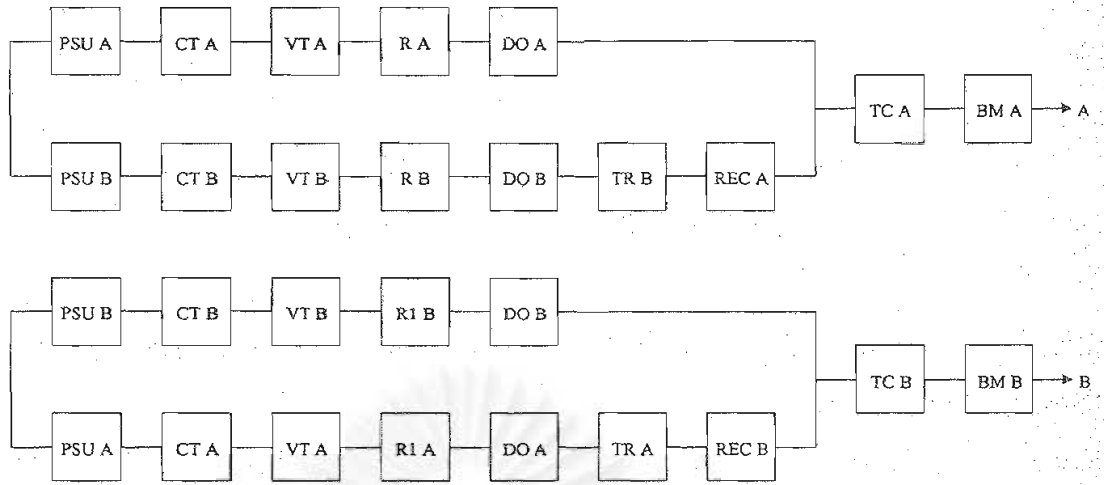 PSU A CT A VT A R A DO A
TC A BM A A
PSU B CT B VT B R B DO B TR B REC A
PSU B CT B VT B R1 B DO B
TC B BM B B
PSU A CT A VT A R1 A DO A TR A REC B